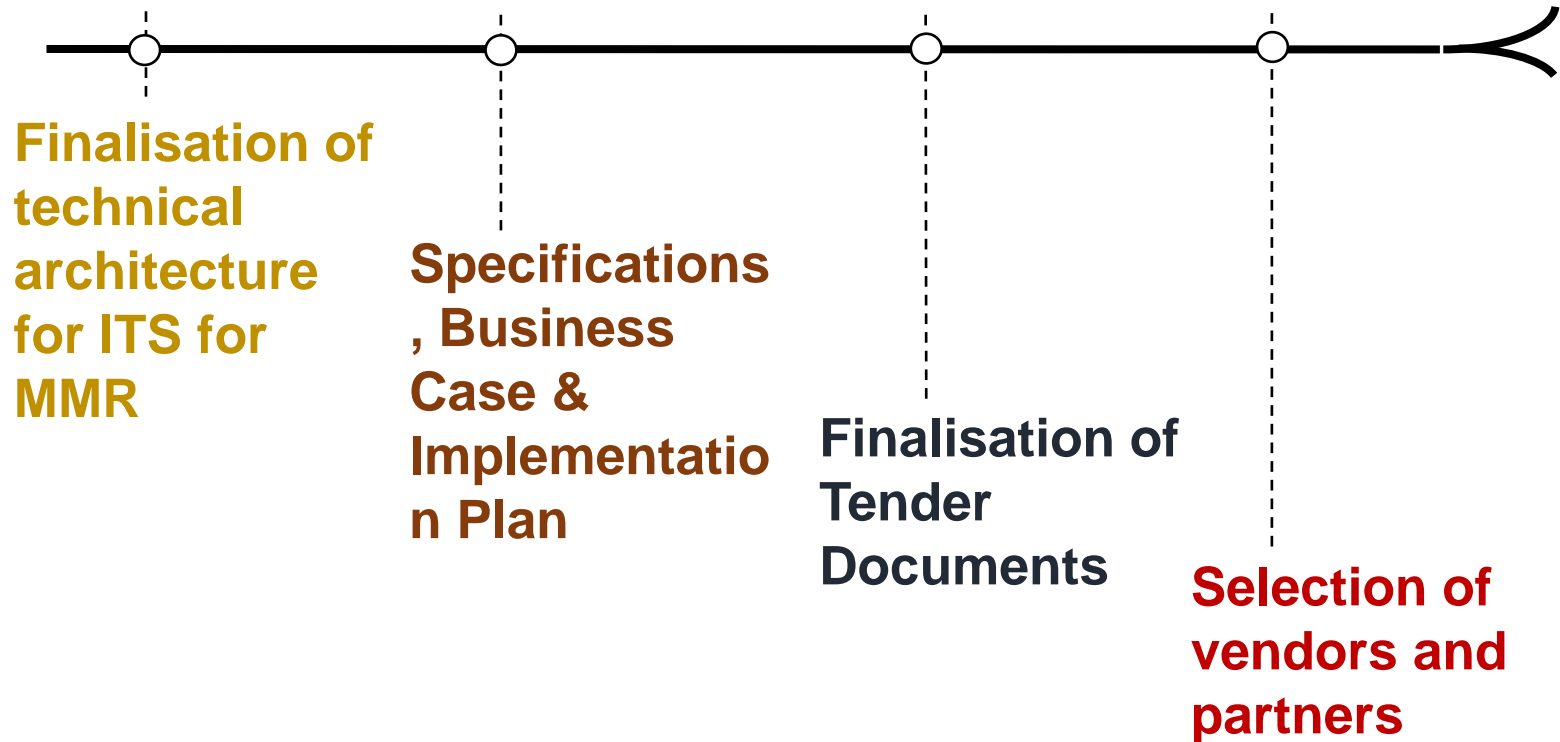 Finalisation of
technical
architecture
for ITS for
MMR
Specifications
, Business
Case &
Implementatio
n Plan
Finalisation of
Tender
Documents
Selection of
vendors and
partners